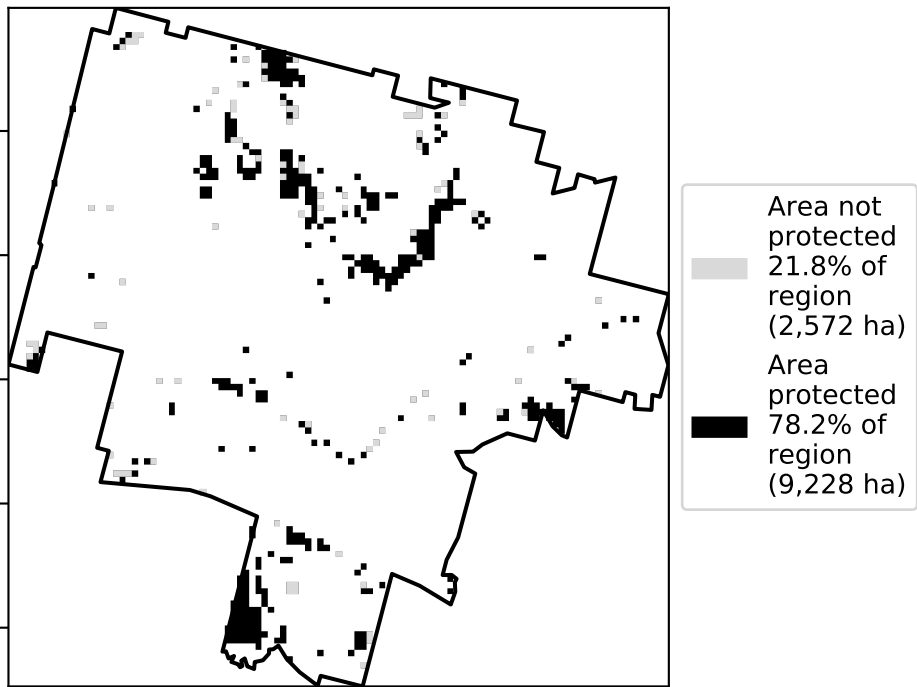 Area not
protected
21.8% of
region
(2,572 ha)
Area
protected
78.2% of
region
(9,228 ha)